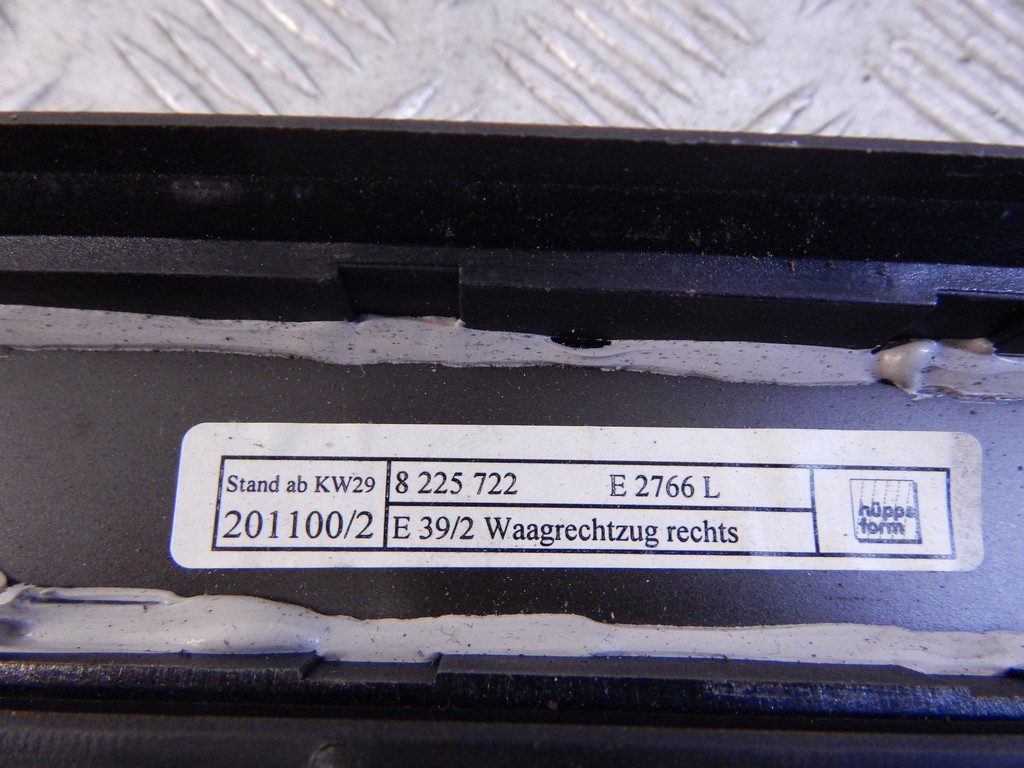 Stand ab KW29
201100/2
8 225 722 E 2766 L
E 39/2 Waagrechtzug rechts
hüppe
form